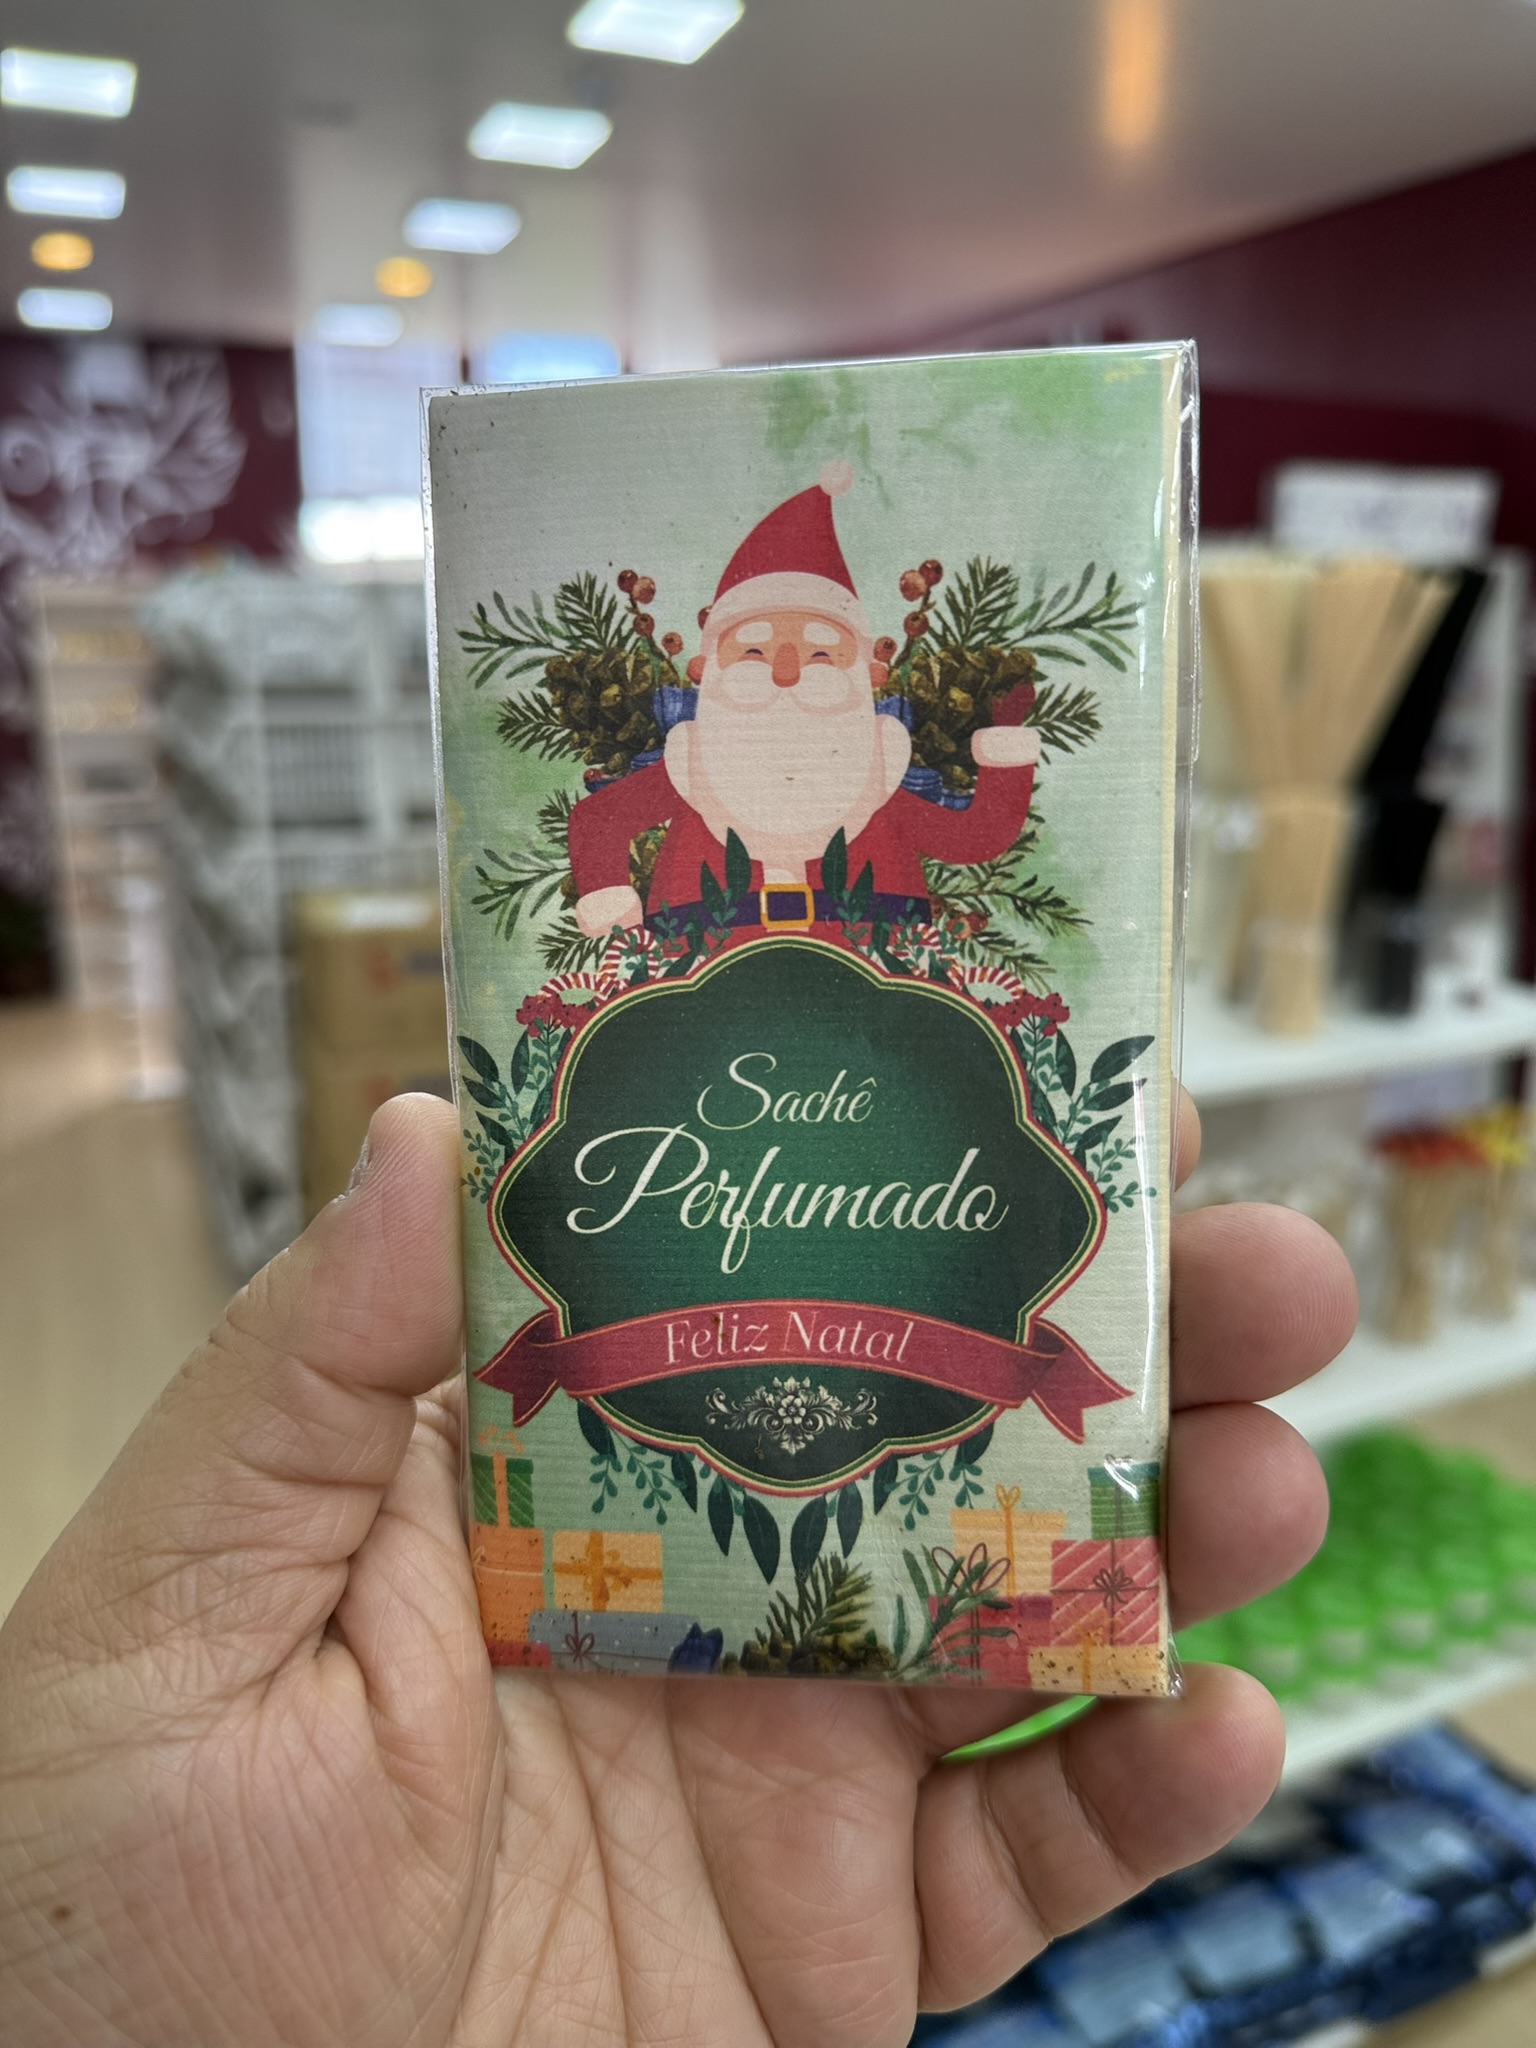 Sachê
Perfumado
Feliz Natal